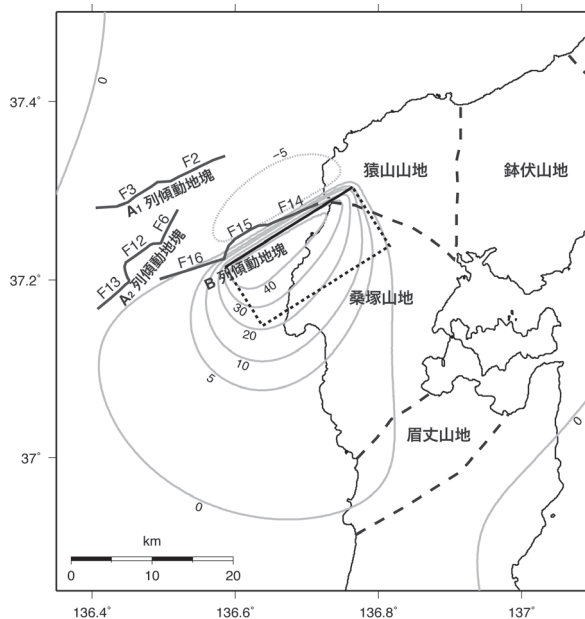 37.4˚
37.2˚
37˚
136.4˚
136.6˚
136.8˚
137˚
0
−5
猿山山地
鉢伏山地
F3
F2
A1 列傾動地塊
F6
F12
F13
A2 列傾動地塊
F14
F15
F16
B 列傾動地塊
40
30
20
10
5
0
桑塚山地
眉丈山地
0
km
0
10
20